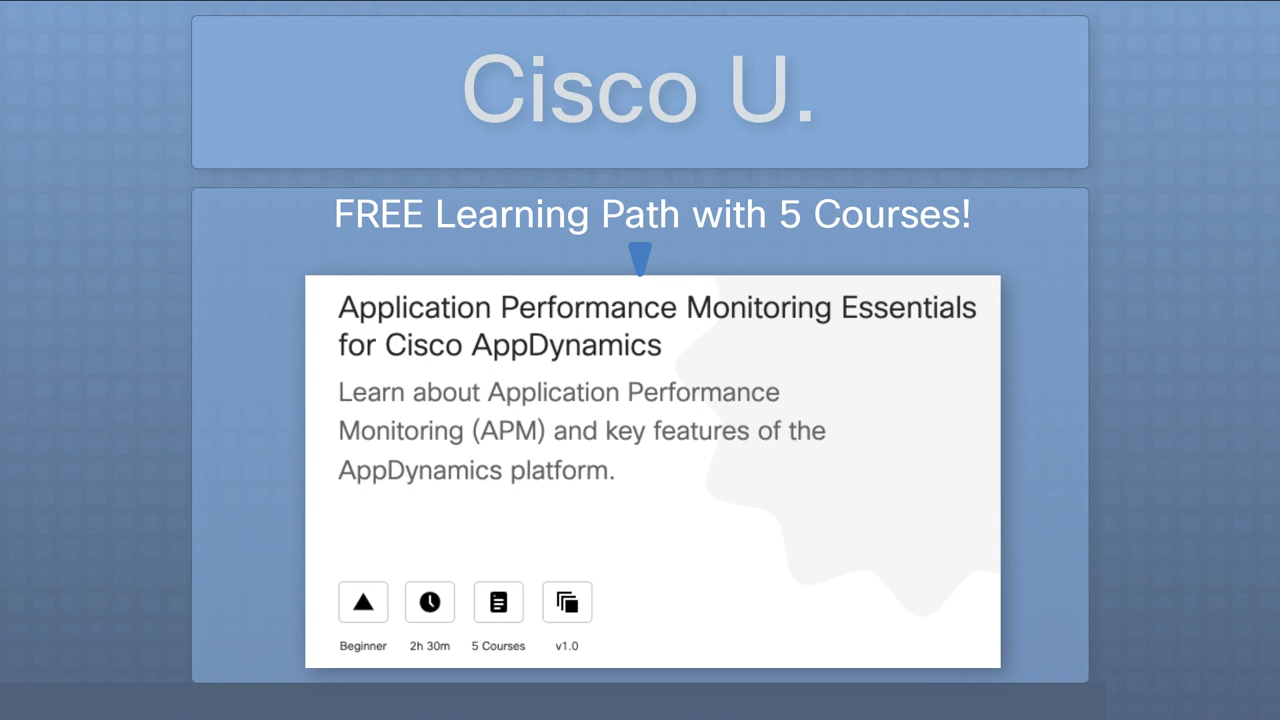 Cisco U.
FREE Learning Path with 5 Courses!
Application Performance Monitoring Essentials
for Cisco AppDynamics
Learn about Application Performance
Monitoring (APM) and key features of the
AppDynamics platform.
Beginner 2h 30m 5 Courses v1.0